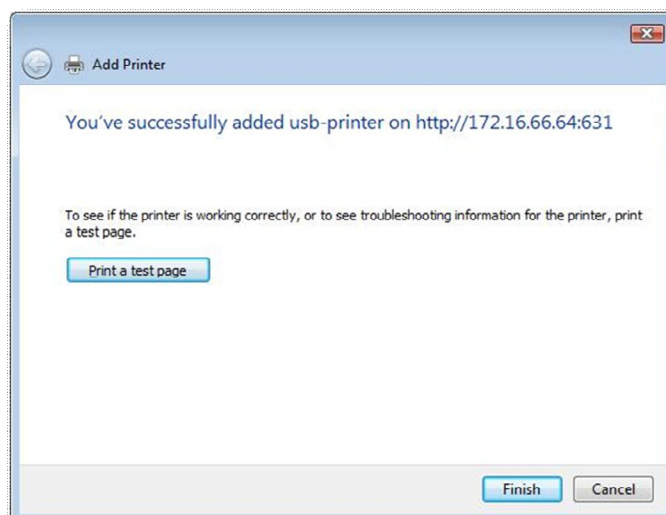 Add Printer
You've successfully added usb-printer on http://172.16.66.64:631
To see if the printer is working correctly, or to see troubleshooting information for the printer, print
a test page.
Print a test page
Finish
Cancel